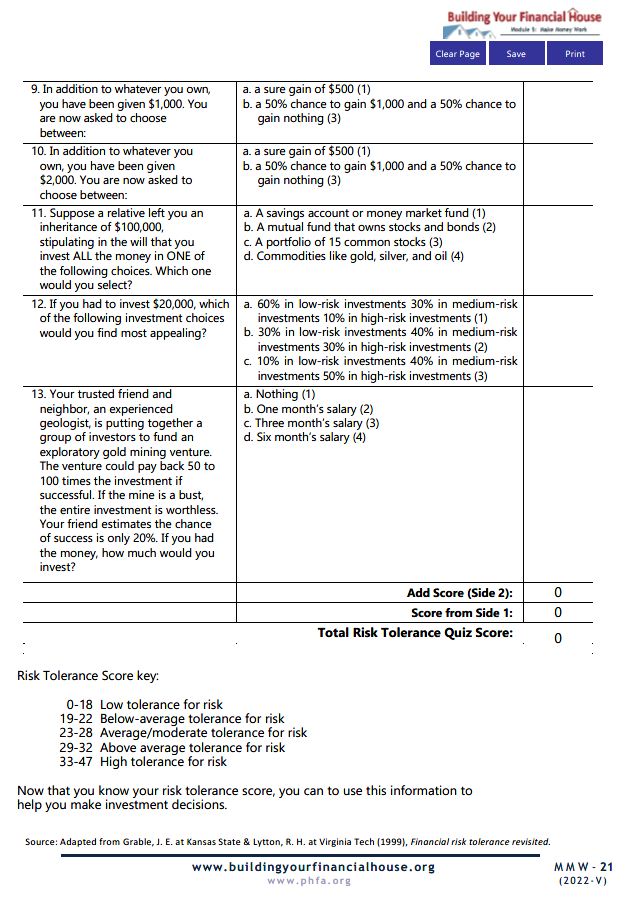 Building Your Financial House
Module 5: Make Money Work
Clear Page Save Print
9. In addition to whatever you own,
you have been given $1,000. You
are now asked to choose
between:
a. a sure gain of $500 (1)
b. a 50% chance to gain $1,000 and a 50% chance to
gain nothing (3)
10. In addition to whatever you
own, you have been given
$2,000. You are now asked to
choose between:
a. a sure gain of $500 (1)
b. a 50% chance to gain $1,000 and a 50% chance to
gain nothing (3)
11. Suppose a relative left you an
inheritance of $100,000,
stipulating in the will that you
invest ALL the money in ONE of
the following choices. Which one
would you select?
a. A savings account or money market fund (1)
b. A mutual fund that owns stocks and bonds (2)
c. A portfolio of 15 common stocks (3)
d. Commodities like gold, silver, and oil (4)
12. If you had to invest $20,000, which
of the following investment choices
would you find most appealing?
a. 60% in low-risk investments 30% in medium-risk
investments 10% in high-risk investments (1)
b. 30% in low-risk investments 40% in medium-risk
investments 30% in high-risk investments (2)
c. 10% in low-risk investments 40% in medium-risk
investments 50% in high-risk investments (3)
13. Your trusted friend and
neighbor, an experienced
geologist, is putting together a
group of investors to fund an
exploratory gold mining venture.
The venture could pay back 50 to
100 times the investment if
successful. If the mine is a bust,
the entire investment is worthless.
Your friend estimates the chance
of success is only 20%. If you had
the money, how much would you
invest?
a. Nothing (1)
b. One month's salary (2)
c. Three month's salary (3)
d. Six month's salary (4)
Add Score (Side 2): 0
Score from Side 1: 0
Total Risk Tolerance Quiz Score: 0
Risk Tolerance Score key:
0-18 Low tolerance for risk
19-22 Below-average tolerance for risk
23-28 Average/moderate tolerance for risk
29-32 Above average tolerance for risk
33-47 High tolerance for risk
Now that you know your risk tolerance score, you can to use this information to
help you make investment decisions.
Source: Adapted from Grable, J. E. at Kansas State & Lytton, R. H. at Virginia Tech (1999), Financial risk tolerance revisited.
www.buildingyourfinancialhouse.org MMW - 21
www.phfa.org (2022-V)